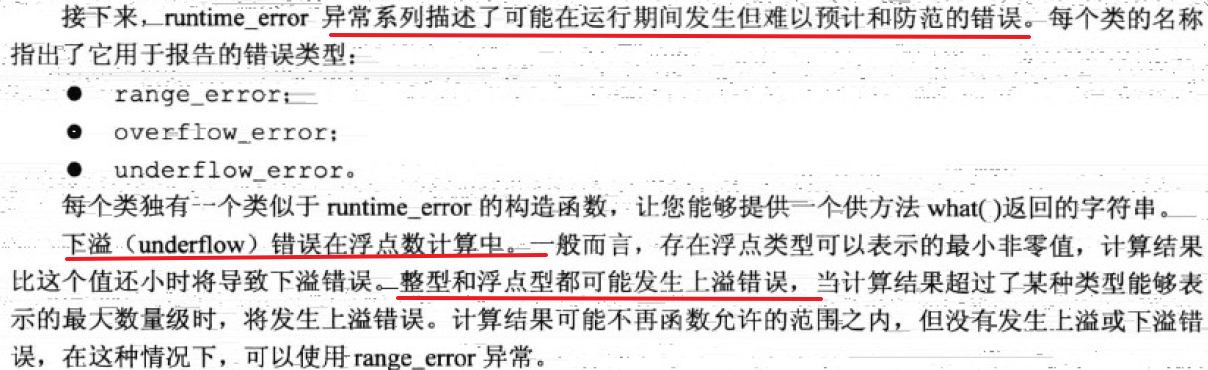 接下来，runtime_error 异常系列描述了可能在运行期间发生但难以预计和防范的错误。每个类的名称
指出了它用于报告的错误类型：
● range_error；
● overflow_error；
● underflow_error。
每个类独有一个类似于 runtime_error 的构造函数，让您能够提供一个供方法 what( )返回的字符串。
下溢（underflow）错误在浮点数计算中。一般而言，存在浮点类型可以表示的最小非零值，计算结果
比这个值还小时将导致下溢错误。整型和浮点型都可能发生上溢错误，当计算结果超过了某种类型能够表
示的最大数量级时，将发生上溢错误。计算结果可能不再函数允许的范围之内，但没有发生上溢或下溢错
误，在这种情况下，可以使用 range_error 异常。